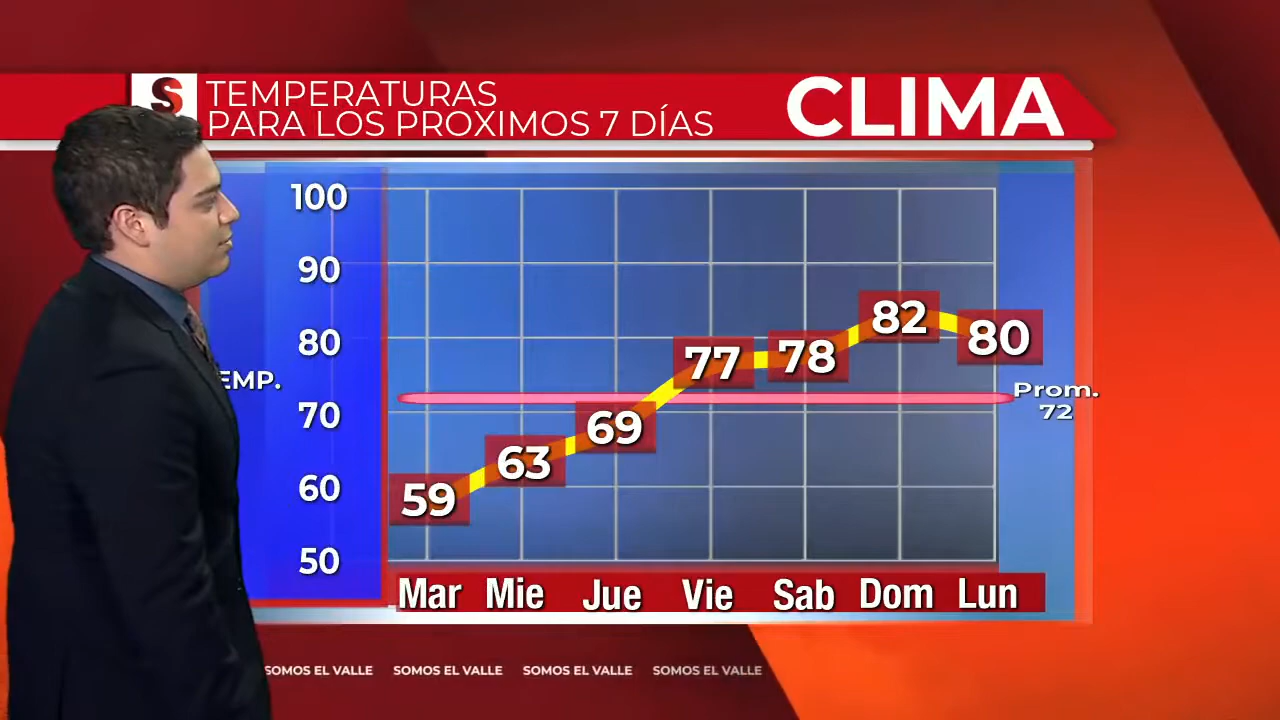 S
TEMPERATURAS
PARA LOS PROXIMOS 7 DÍAS
CLIMA
100
90
80
70
60
50
EMP.
59
63
69
77
78
82
80
Prom.
72
Mar Mie Jue Vie Sab Dom Lun
SOMOS EL VALLE SOMOS EL VALLE SOMOS EL VALLE SOMOS EL VALLE